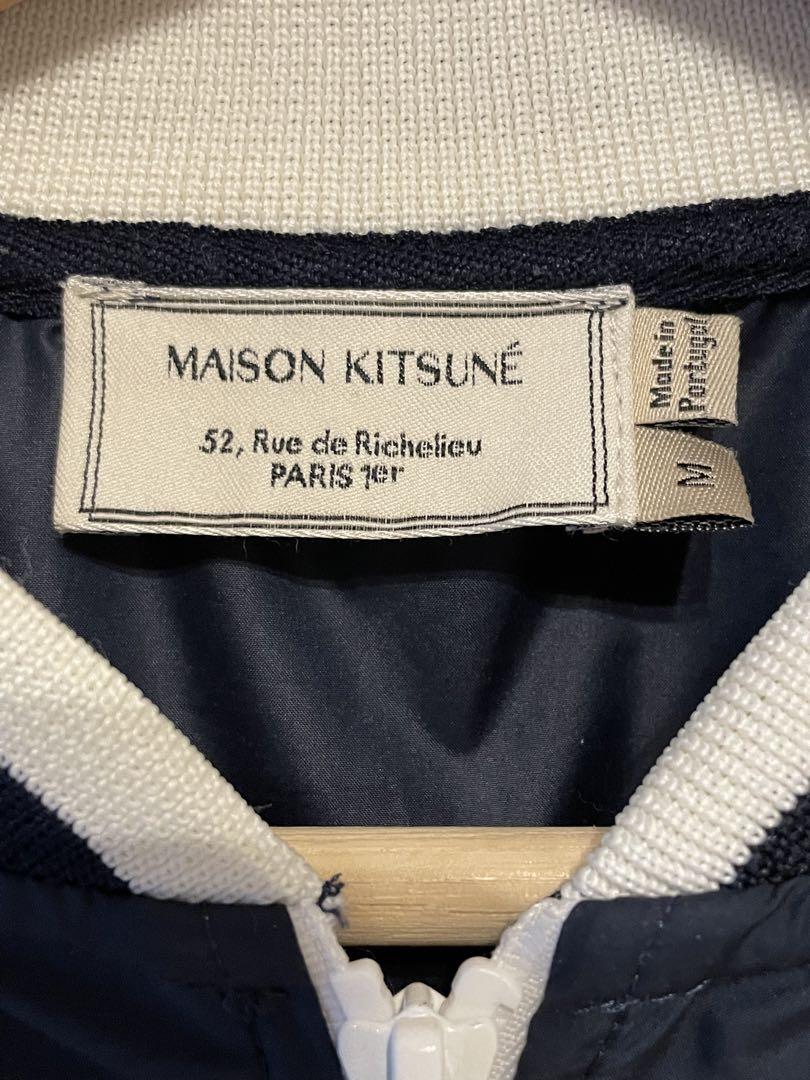 MAISON KITSUNÉ
52, Rue de Richelieu
PARIS 1er
Made in
Portugal
M